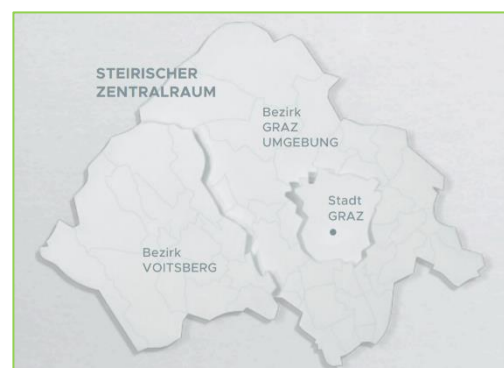 STEIRISCHER
ZENTRALRAUM
Bezirk
GRAZ
UMGEBUNG
Stadt
GRAZ
Bezirk
VOITSBERG